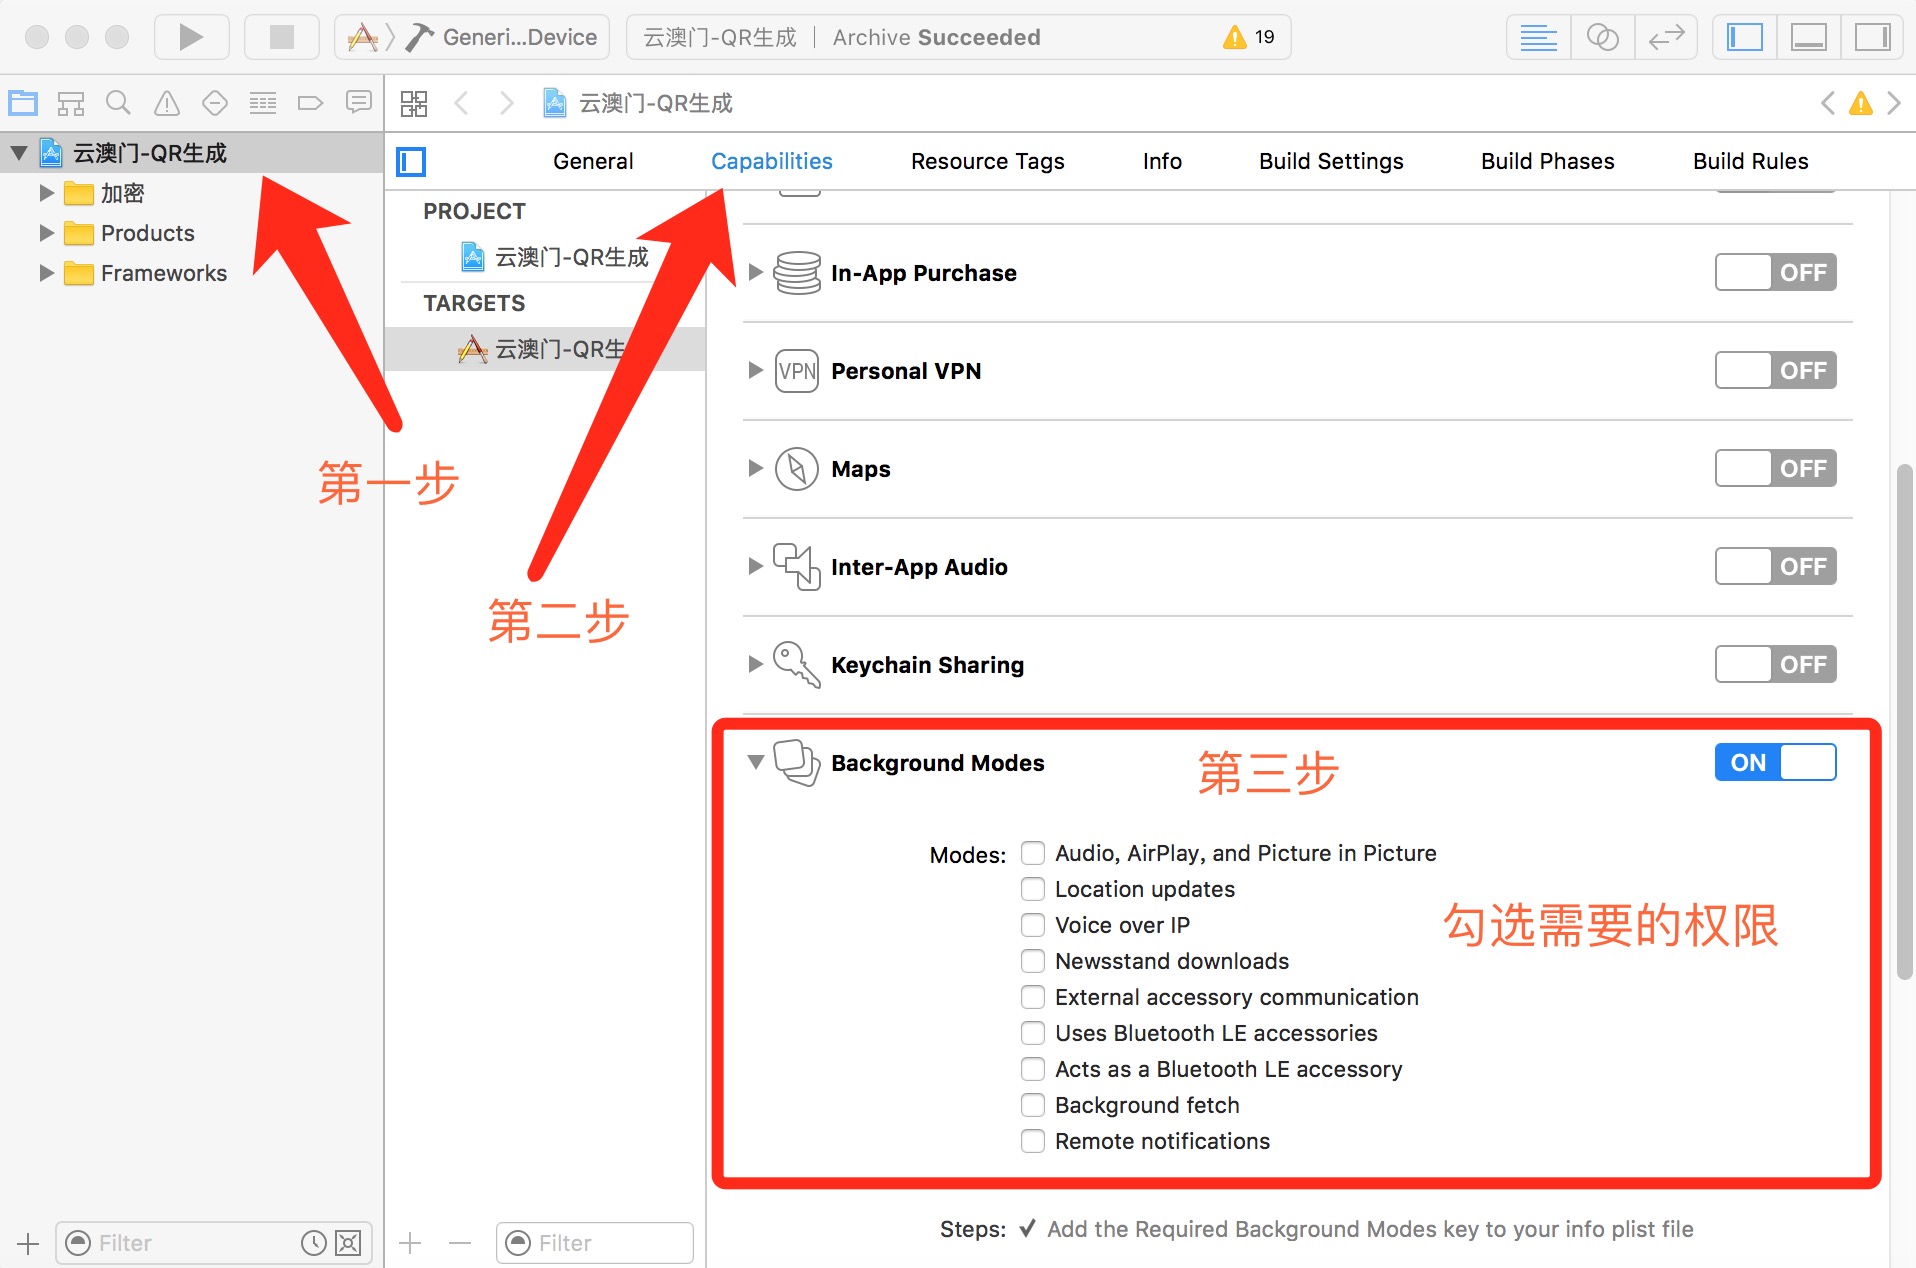 Generi...Device
云澳门-QR生成 | Archive Succeeded
19
云澳门-QR生成
云澳门-QR生成
加密
Products
Frameworks
General
Capabilities
Resource Tags
Info
Build Settings
Build Phases
Build Rules
PROJECT
云澳门-QR生成
TARGETS
云澳门-QR生
第一步
第二步
In-App Purchase
OFF
VPN
Personal VPN
OFF
Maps
OFF
Inter-App Audio
OFF
Keychain Sharing
OFF
Background Modes
第三步
ON
Modes:
Audio, AirPlay, and Picture in Picture
Location updates
Voice over IP
Newsstand downloads
External accessory communication
Uses Bluetooth LE accessories
Acts as a Bluetooth LE accessory
Background fetch
Remote notifications
勾选需要的权限
Steps: ✓ Add the Required Background Modes key to your info plist file
Filter
Filter